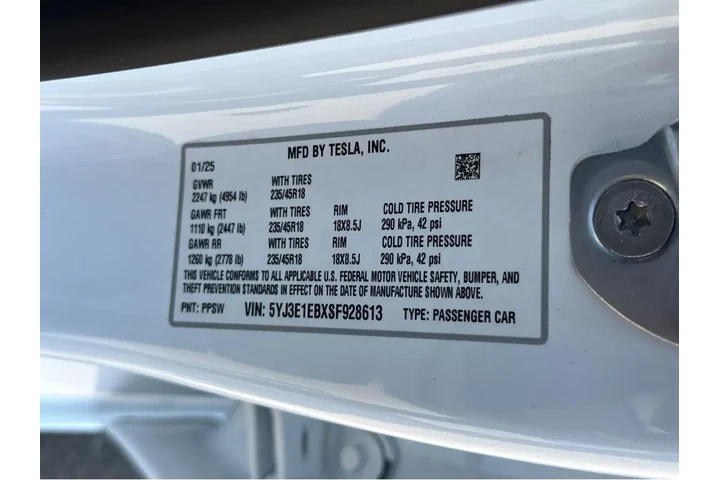 MFD BY TESLA, INC.
01/25
GVWR WITH TIRES
2247 kg (4954 lb) 235/45R18
GAWR FRT WITH TIRES RIM COLD TIRE PRESSURE
1110 kg (2447 lb) 235/45R18 18X8.5J 290 kPa, 42 psi
GAWR RR WITH TIRES RIM COLD TIRE PRESSURE
1260 kg (2778 lb) 235/45R18 18X8.5J 290 kPa, 42 psi
THIS VEHICLE CONFORMS TO ALL APPLICABLE U.S. FEDERAL MOTOR VEHICLE SAFETY, BUMPER, AND
THEFT PREVENTION STANDARDS IN EFFECT ON THE DATE OF MANUFACTURE SHOWN ABOVE.
PNT: PPSW VIN: 5YJ3E1EBXSF928613 TYPE: PASSENGER CAR